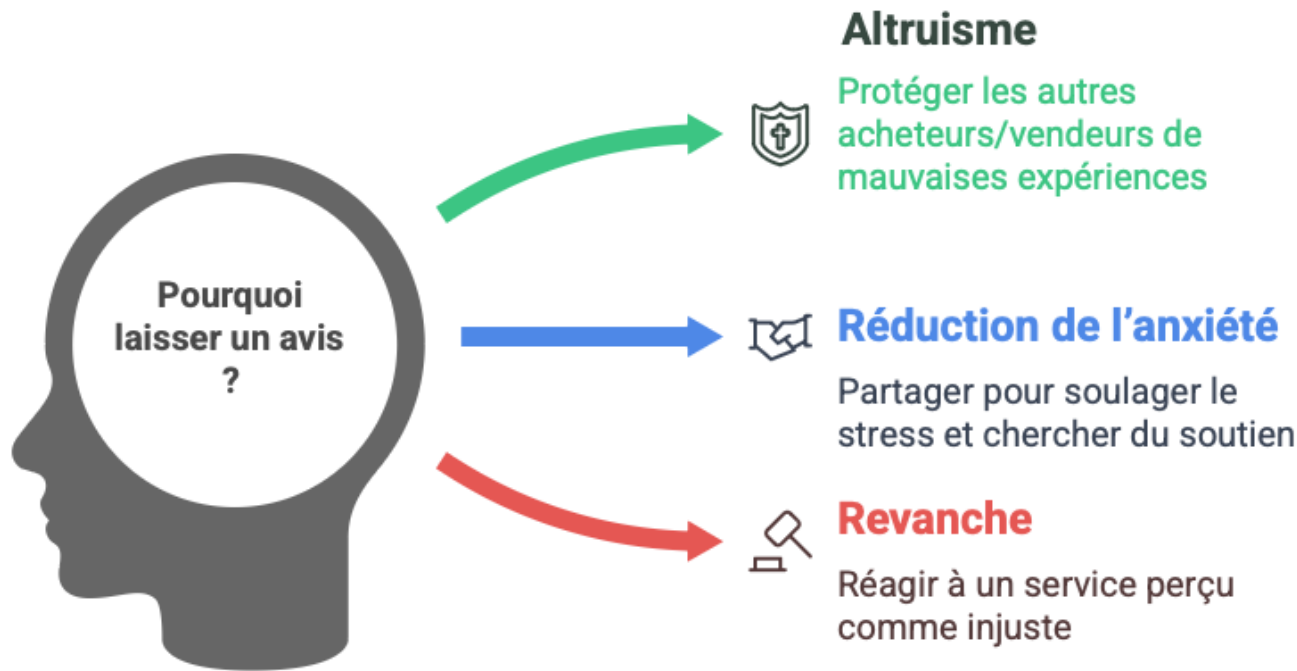 Pourquoi
laisser un avis
?
Altruisme
Protéger les autres
acheteurs/vendeurs de
mauvaises expériences
Réduction de l’anxiété
Partager pour soulager le
stress et chercher du soutien
Revanche
Réagir à un service perçu
comme injuste